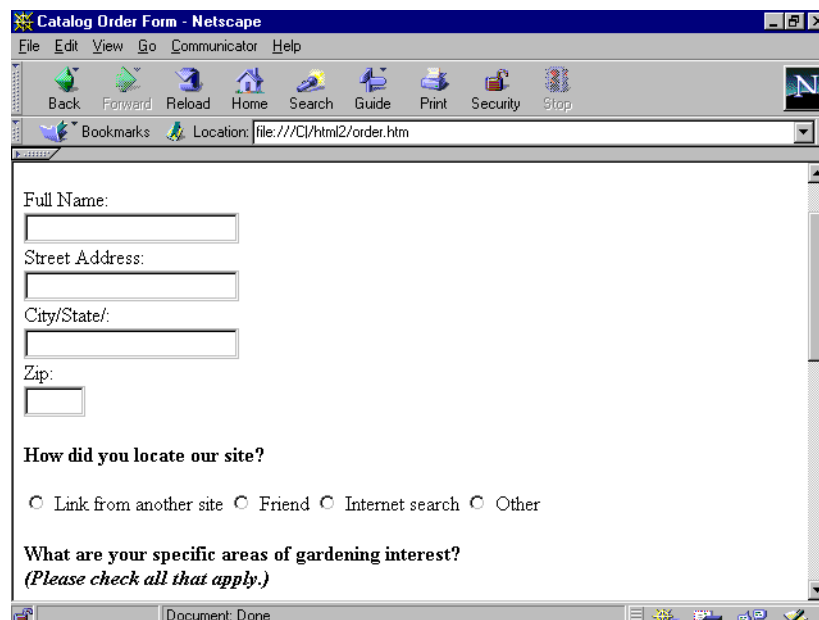 Catalog Order Form - Netscape
File Edit View Go Communicator Help
Back Forward Reload Home Search Guide Print Security Stop
N
Bookmarks Location: file:///C|/html2/order.htm
Full Name:
Street Address:
City/State/:
Zip:
How did you locate our site?
Link from another site Friend Internet search Other
What are your specific areas of gardening interest?
(Please check all that apply.)
Document: Done